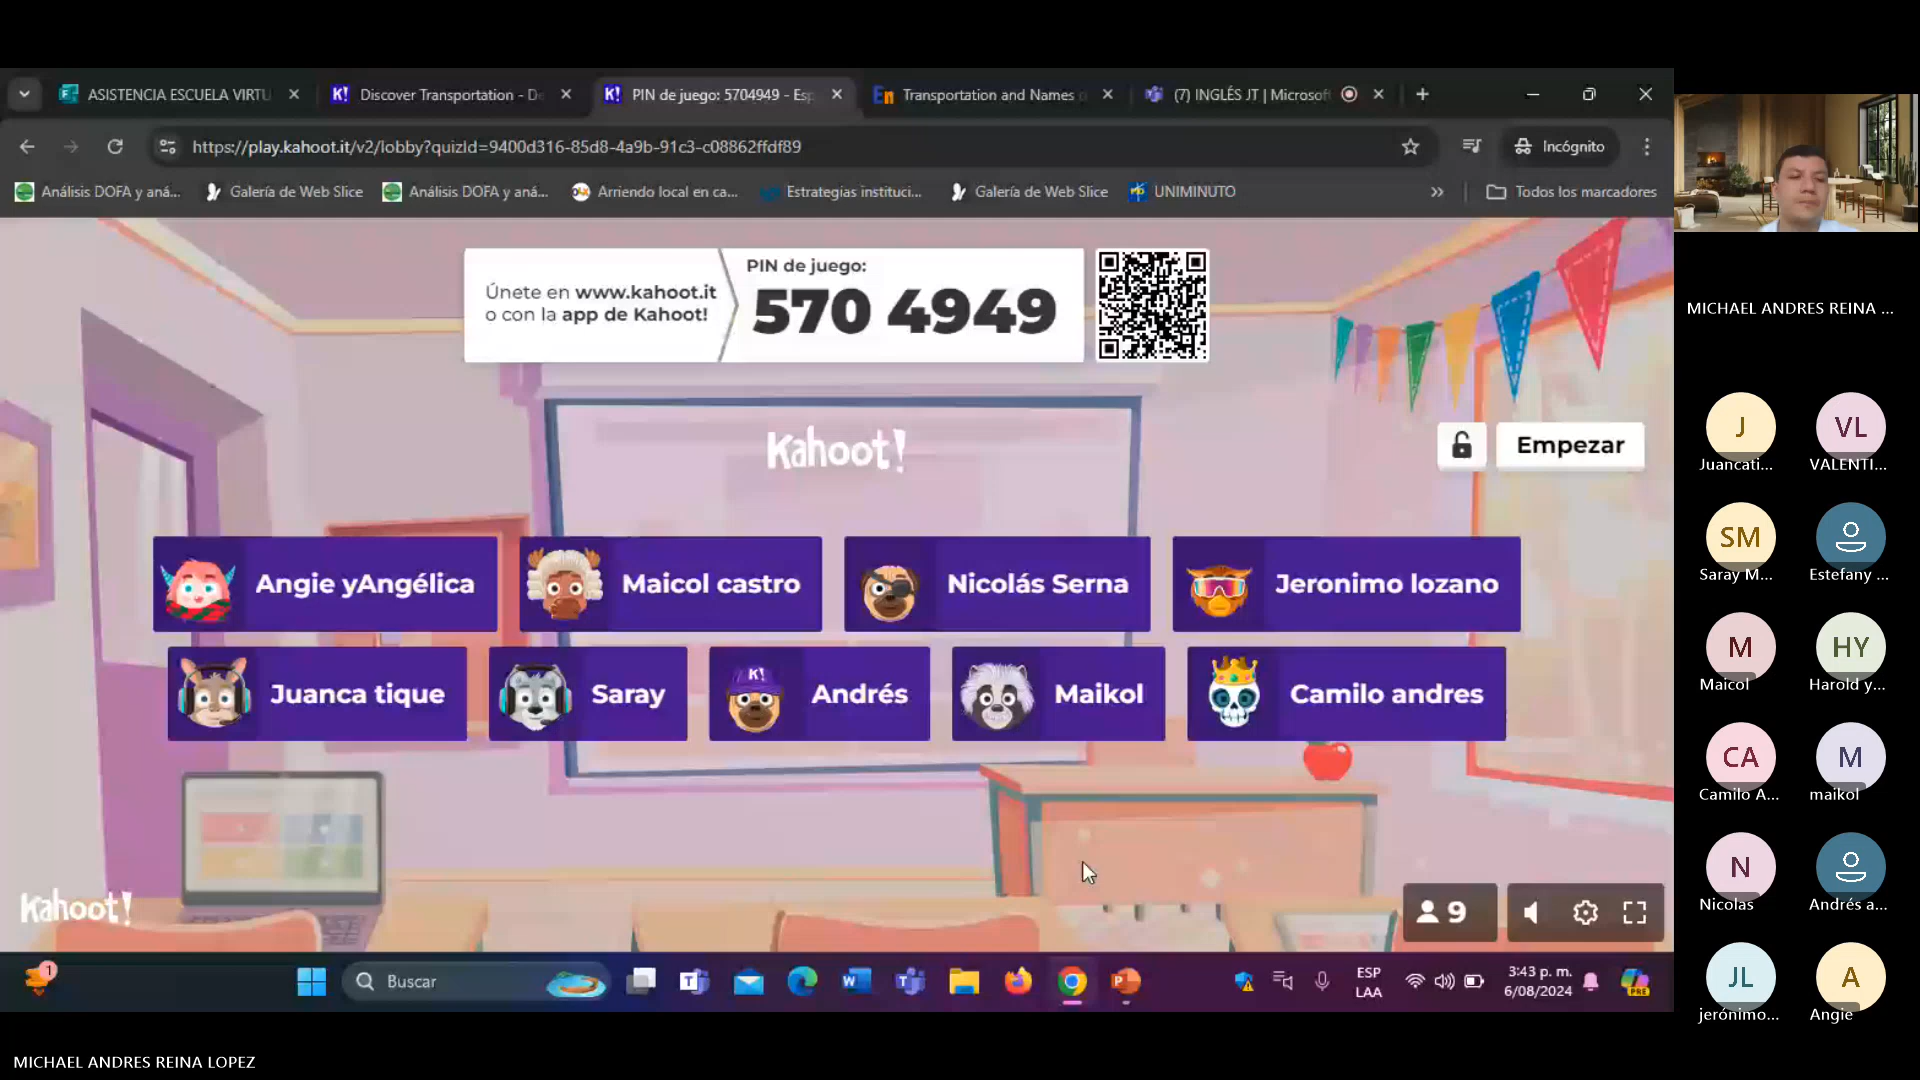 ASISTENCIA ESCUELA VIRTU
Discover Transportation - De
PIN de juego: 5704949 - Esp
Transportation and Names
(7) INGLÉS JT | Microsoft
https://play.kahoot.it/v2/lobby?quizId=9400d316-85d8-4a9b-91c3-c08862ffdf89
Incógnito
Análisis DOFA y aná...
Galería de Web Slice
Análisis DOFA y aná...
Arriendo local en ca...
Estrategias instituci...
Galería de Web Slice
UNIMINUTO
»
Todos los marcadores
Únete en www.kahoot.it
o con la app de Kahoot!
PIN de juego:
570 4949
Kahoot!
Empezar
Angie yAngélica
Maicol castro
Nicolás Serna
Jeronimo lozano
Juanca tique
Saray
Andrés
Maikol
Camilo andres
Kahoot!
9
1
Buscar
ESP
LAA
3:43 p. m.
6/08/2024
MICHAEL ANDRES REINA ...
J
Juancati...
VL
VALENTI...
SM
Saray M...
Estefany ...
M
Maicol
HY
Harold y...
CA
Camilo A...
M
maikol
N
Nicolas
Andrés a...
JL
jerónimo...
A
Angie
MICHAEL ANDRES REINA LOPEZ